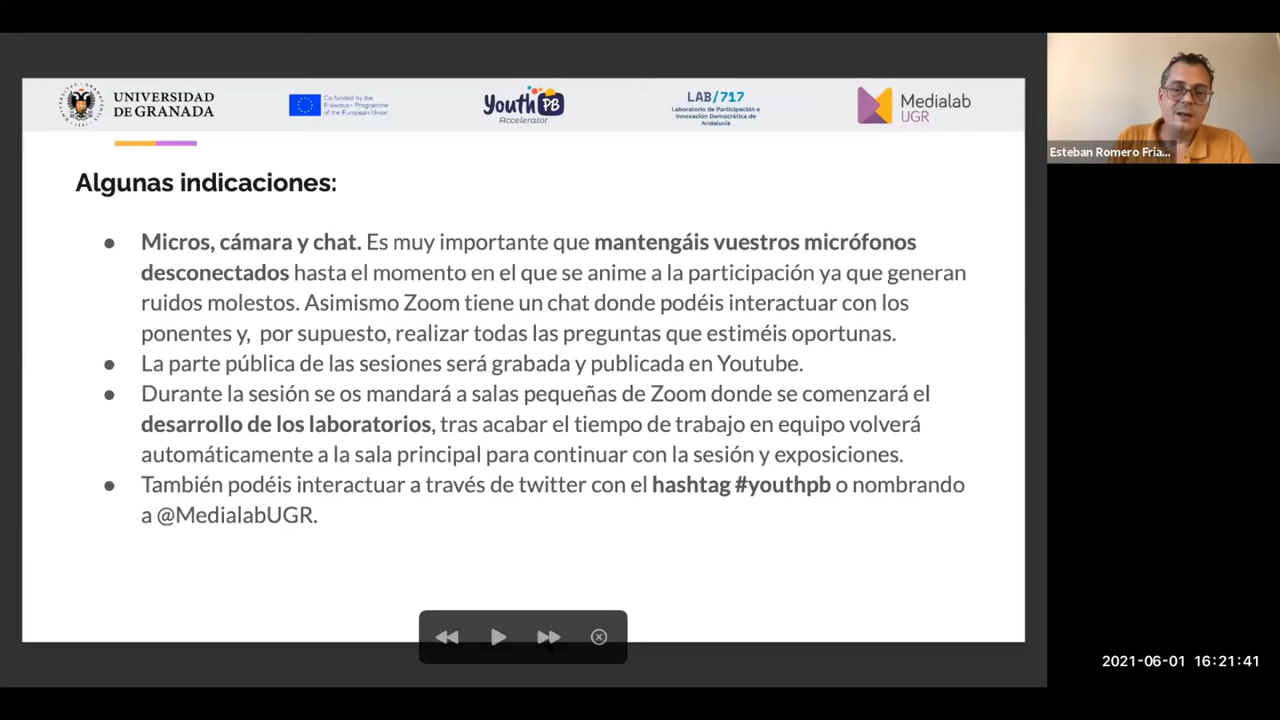 UNIVERSIDAD
DE GRANADA
Co-funded by the
Erasmus+ Programme
of the European Union
Youth PB
Accelerator
LAB/717
Laboratorio de Participación e
Innovación Democrática de
Andalucía
Medialab
UGR
Esteban Romero Fria...
Algunas indicaciones:
● Micros, cámara y chat. Es muy importante que mantengáis vuestros micrófonos
desconectados hasta el momento en el que se anime a la participación ya que generan
ruidos molestos. Asimismo Zoom tiene un chat donde podéis interactuar con los
ponentes y, por supuesto, realizar todas las preguntas que estiméis oportunas.
● La parte pública de las sesiones será grabada y publicada en Youtube.
● Durante la sesión se os mandará a salas pequeñas de Zoom donde se comenzará el
desarrollo de los laboratorios, tras acabar el tiempo de trabajo en equipo volverá
automáticamente a la sala principal para continuar con la sesión y exposiciones.
● También podéis interactuar a través de twitter con el hashtag #youthpb o nombrando
a @MedialabUGR.
2021-06-01 16:21:41